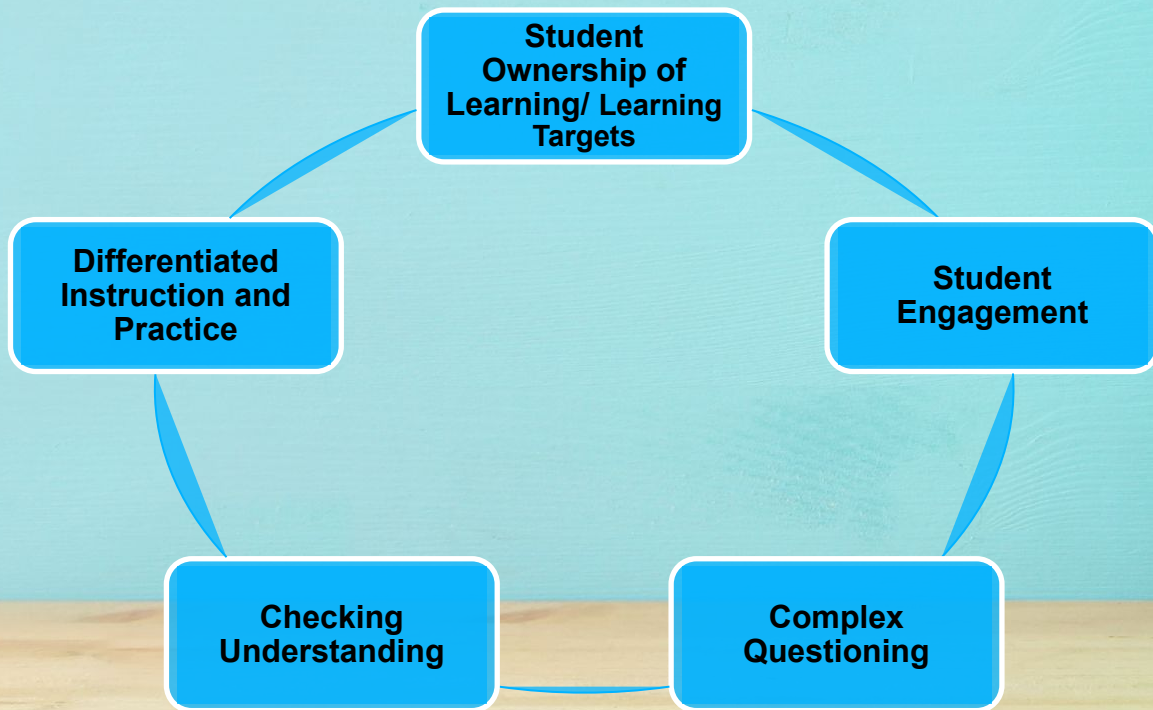 Student
Ownership of
Learning/ Learning
Targets
Differentiated
Instruction and
Practice
Student
Engagement
Checking
Understanding
Complex
Questioning